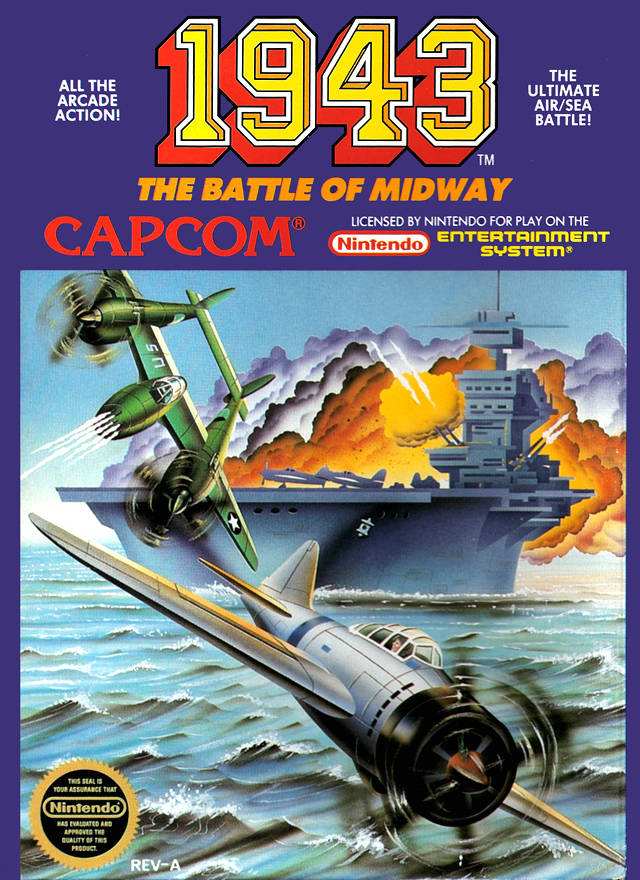 1943
TM
THE BATTLE OF MIDWAY
ALL THE
ARCADE
ACTION!
THE
ULTIMATE
AIR/SEA
BATTLE!
CAPCOM®
LICENSED BY NINTENDO FOR PLAY ON THE
Nintendo ENTERTAINMENT
SYSTEM®
US
THIS SEAL IS
YOUR ASSURANCE THAT
Nintendo
HAS EVALUATED AND
APPROVED THE
QUALITY OF THIS
PRODUCT.
REV-A